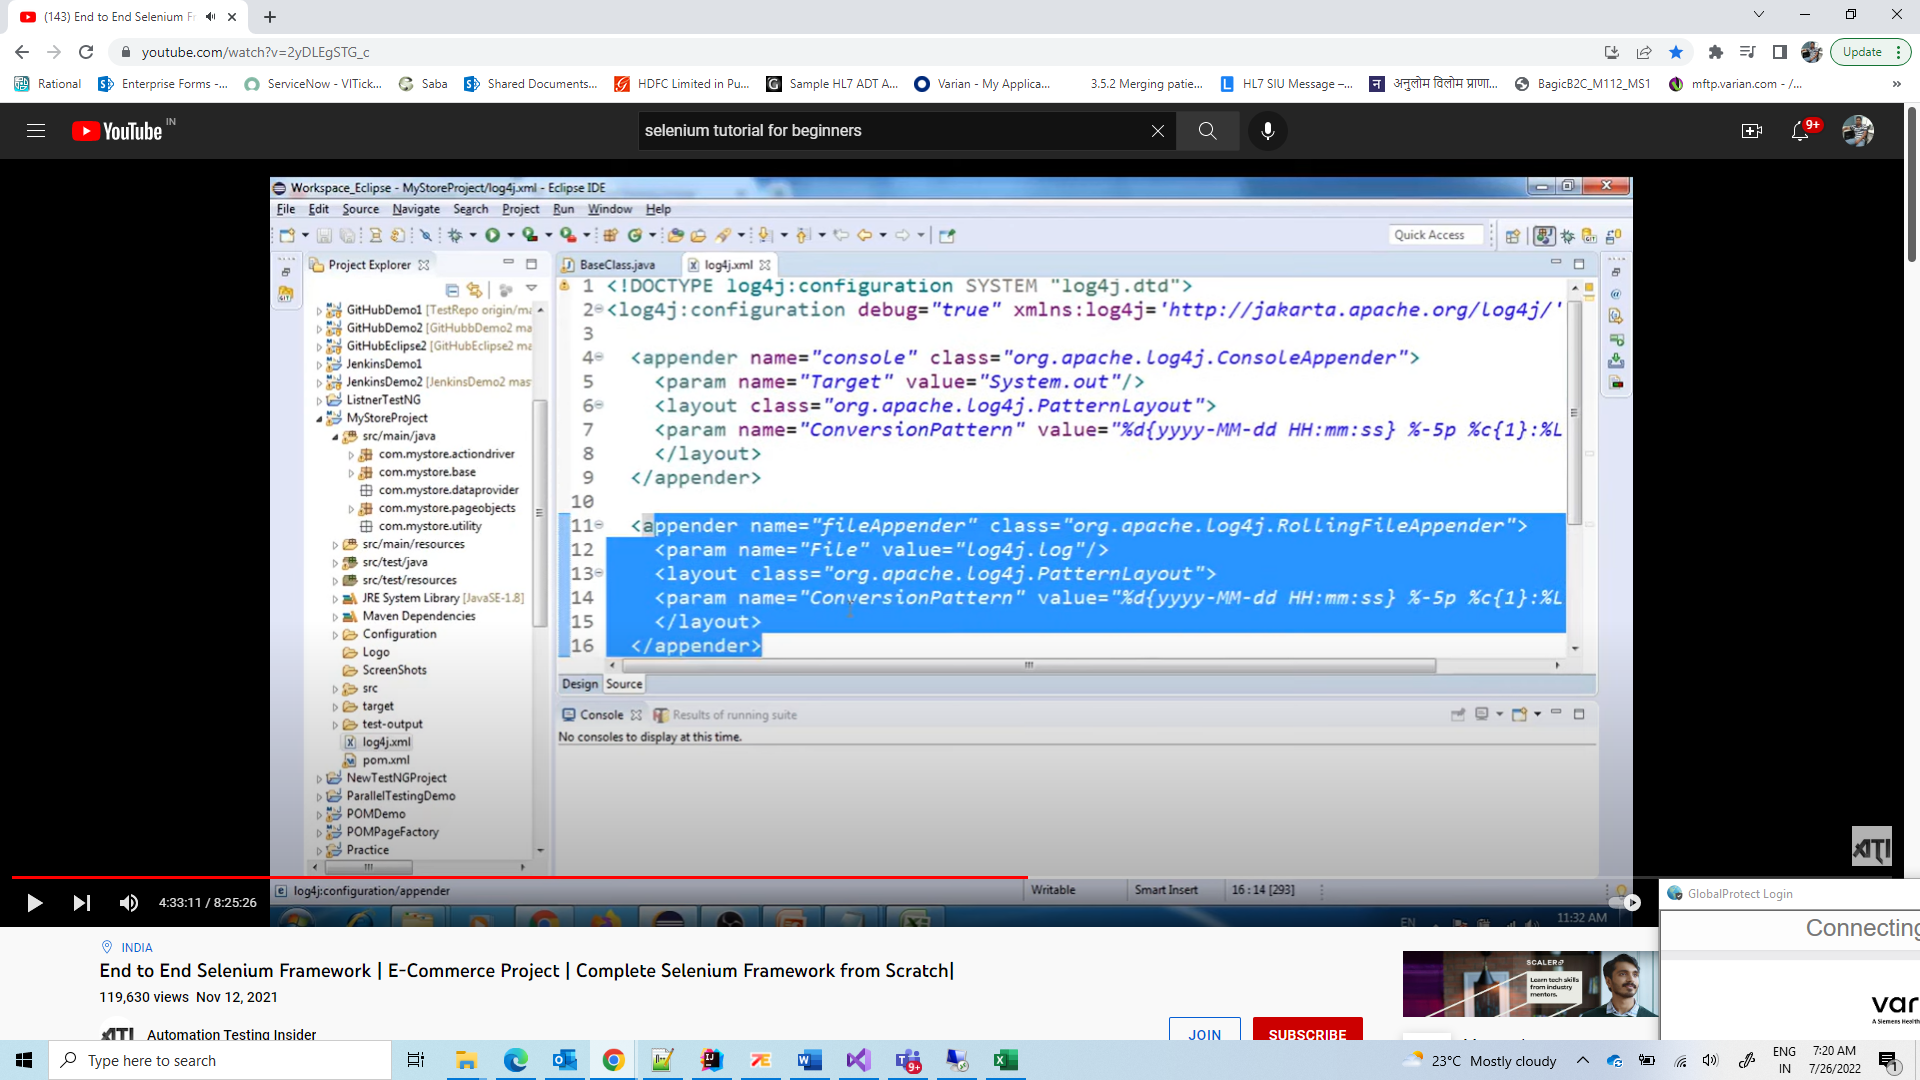 (143) End to End Selenium Fr
youtube.com/watch?v=2yDLEgSTG_c
Update
Rational
Enterprise Forms -...
ServiceNow - VITick...
Saba
Shared Documents...
HDFC Limited in Pu...
Sample HL7 ADT A...
Varian - My Applica...
3.5.2 Merging patie...
HL7 SIU Message –...
अनुलोम विलोम प्राणा...
BagicB2C_M112_MS1
mftp.varian.com - /...
YouTube IN
selenium tutorial for beginners
9+
Workspace_Eclipse - MyStoreProject/log4j.xml - Eclipse IDE
File Edit Source Navigate Search Project Run Window Help
Quick Access
Project Explorer
GitHubDemo1 [TestRepo origin/ma
GitHubDemo2 [GitHubbDemo2 ma
GitHubEclipse2 [GitHubEclipse2 ma
JenkinsDemo1
JenkinsDemo2 [JenkinsDemo2 mas
ListnerTestNG
MyStoreProject
src/main/java
com.mystore.actiondriver
com.mystore.base
com.mystore.dataprovider
com.mystore.pageobjects
com.mystore.utility
src/main/resources
src/test/java
src/test/resources
JRE System Library [JavaSE-1.8]
Maven Dependencies
Configuration
Logo
ScreenShots
src
target
test-output
log4j.xml
pom.xml
NewTestNGProject
ParallelTestingDemo
POMDemo
POMPageFactory
Practice
BaseClass.java
log4j.xml
1 <!DOCTYPE log4j:configuration SYSTEM "log4j.dtd">
2 <log4j:configuration debug="true" xmlns:log4j='http://jakarta.apache.org/log4j/'
3
4 <appender name="console" class="org.apache.log4j.ConsoleAppender">
5 <param name="Target" value="System.out"/>
6 <layout class="org.apache.log4j.PatternLayout">
7 <param name="ConversionPattern" value="%d{yyyy-MM-dd HH:mm:ss} %-5p %c{1}:%L
8 </layout>
9 </appender>
10
11 <appender name="fileAppender" class="org.apache.log4j.RollingFileAppender">
12 <param name="File" value="log4j.log"/>
13 <layout class="org.apache.log4j.PatternLayout">
14 <param name="ConversionPattern" value="%d{yyyy-MM-dd HH:mm:ss} %-5p %c{1}:%L
15 </layout>
16 </appender>
Design Source
Console
Results of running suite
No consoles to display at this time.
ATI
log4j:configuration/appender
Writable
Smart Insert
16 : 14 [293]
4:33:11 / 8:25:26
EN
11:32 AM
GlobalProtect Login
Connecting
INDIA
End to End Selenium Framework | E-Commerce Project | Complete Selenium Framework from Scratch|
119,630 views Nov 12, 2021
ATI
Automation Testing Insider
JOIN
SUBSCRIBE
SCALER
Learn tech skills
from industry
mentors.
var
A Siemens Health
Type here to search
9+
23°C Mostly cloudy
ENG
IN
7:20 AM
7/26/2022
1